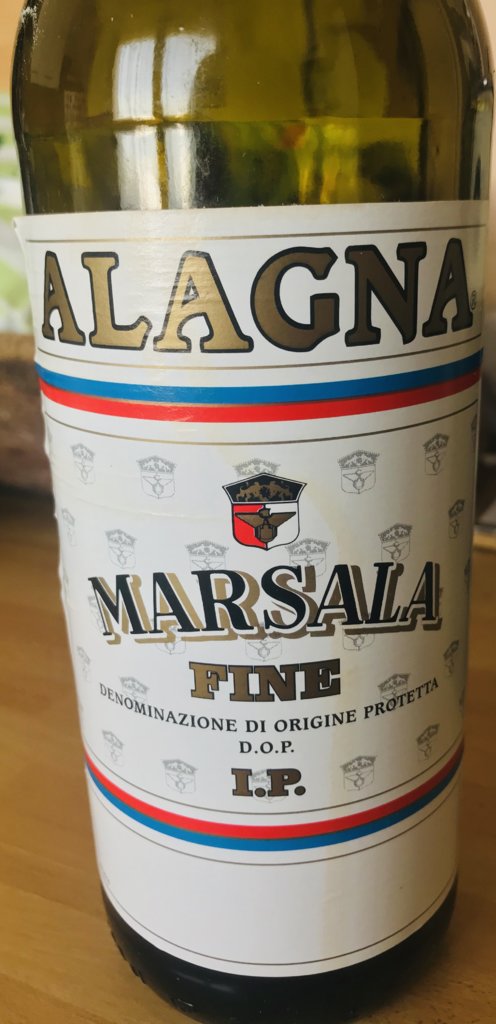 ALAGNA
MARSALA
FINE
DENOMINAZIONE DI ORIGINE PROTETTA
D.O.P.
I.P.